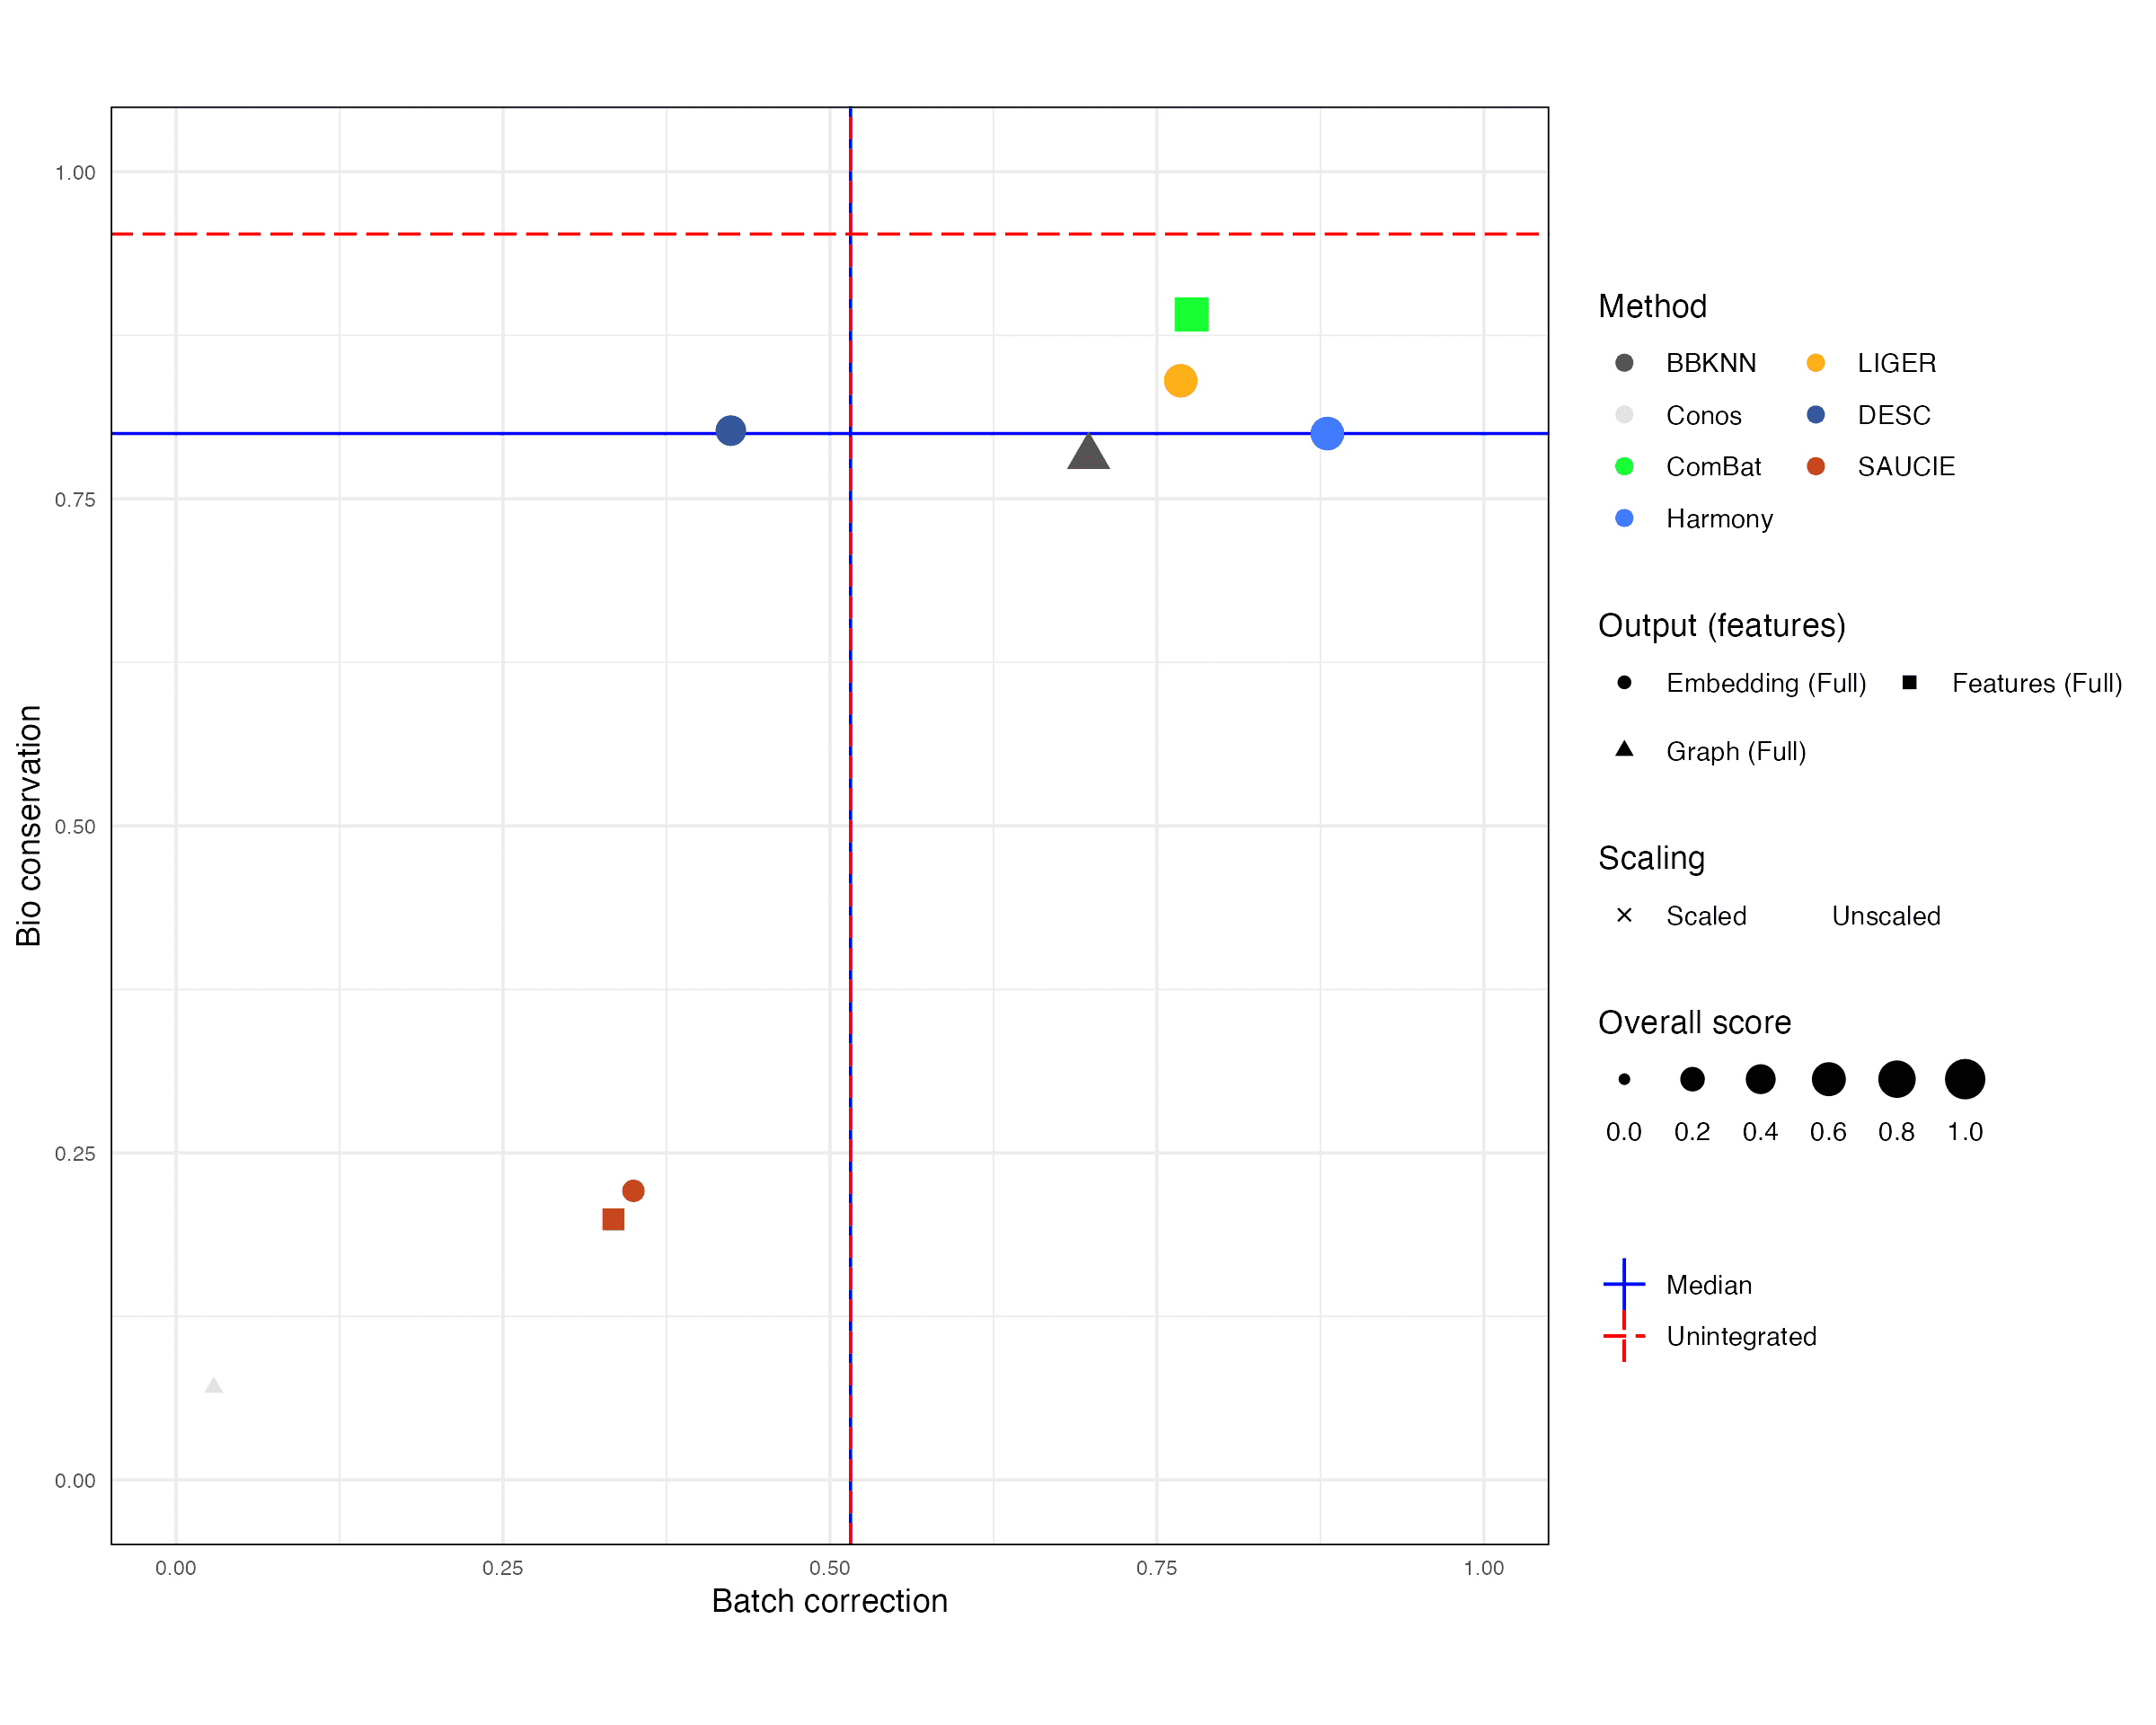 1.00
0.75
0.50
0.25
0.00
Bio conservation
0.00 0.25 0.50 0.75 1.00
Batch correction
Method
BBKNN LIGER
Conos DESC
ComBat SAUCIE
Harmony
Output (features)
Embedding (Full) Features (Full)
Graph (Full)
Scaling
Scaled Unscaled
Overall score
0.0 0.2 0.4 0.6 0.8 1.0
Median
Unintegrated